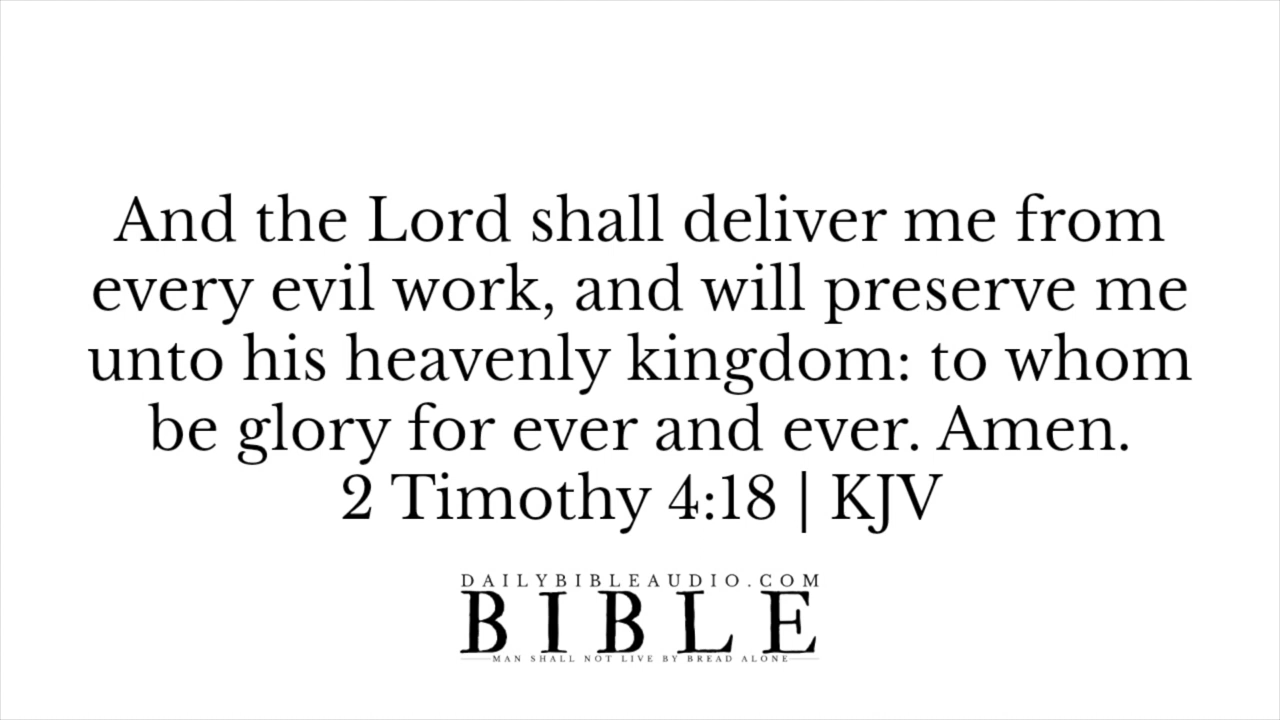 And the Lord shall deliver me from
every evil work, and will preserve me
unto his heavenly kingdom: to whom
be glory for ever and ever. Amen.
2 Timothy 4:18 | KJV
DAILYBIBLEAUDIO.COM
BIBLE
MAN SHALL NOT LIVE BY BREAD ALONE